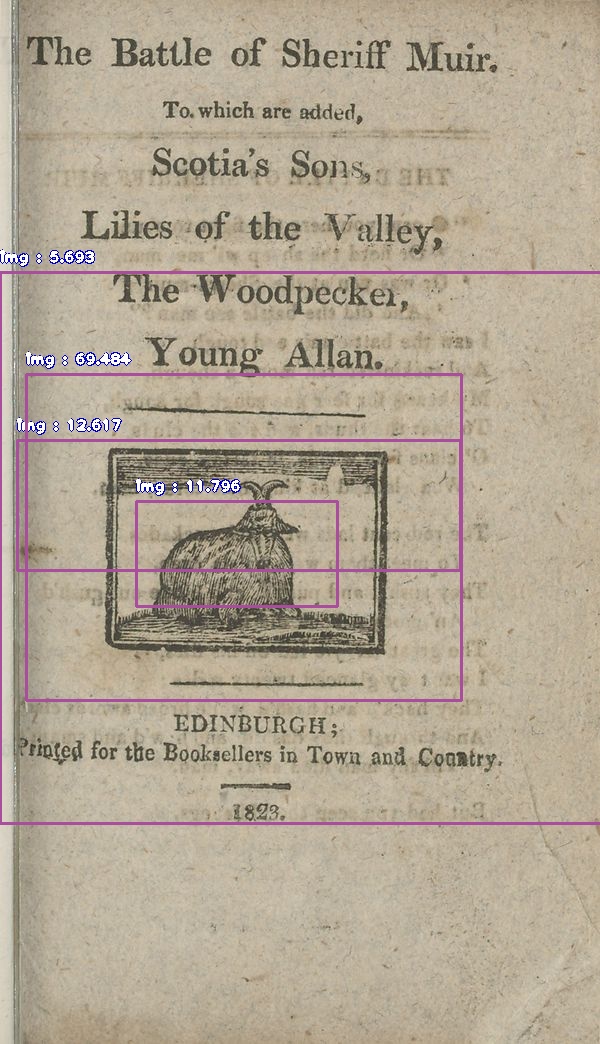 The Battle of Sheriff Muir.
To which are added,
Scotia's Sons,
Lilies of the Valley,
Img : 5.693
The Woodpecker,
Img : 69.484
Young Allan.
Img : 12.617
Img : 11.796
EDINBURGH;
Printed for the Booksellers in Town and Country.
1823.